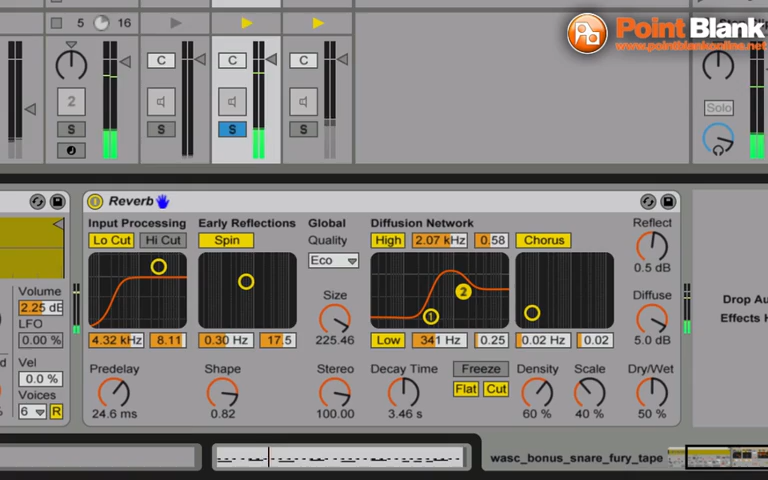 Point Blank
www.pointblankonline.net
5 16
C C C
2
S S S S
Solo
Reverb
Input Processing Early Reflections Global Diffusion Network Reflect
Lo Cut Hi Cut Spin Quality High 2.07 kHz 0.58 Chorus
Eco
0.5 dB
Volume
2.25 dB
LFO
0.00 %
Vel
0.0 %
Voices
6 R
Size
225.46
1 2
Diffuse
5.0 dB
4.32 kHz 8.11 0.30 Hz 17.5 Low 341 Hz 0.25 0.02 Hz 0.02
Predelay Shape Stereo Decay Time Freeze Density Scale Dry/Wet
Flat Cut
24.6 ms 0.82 100.00 3.46 s 60 % 40 % 50 %
Drop Au
Effects H
wasc_bonus_snare_fury_tape